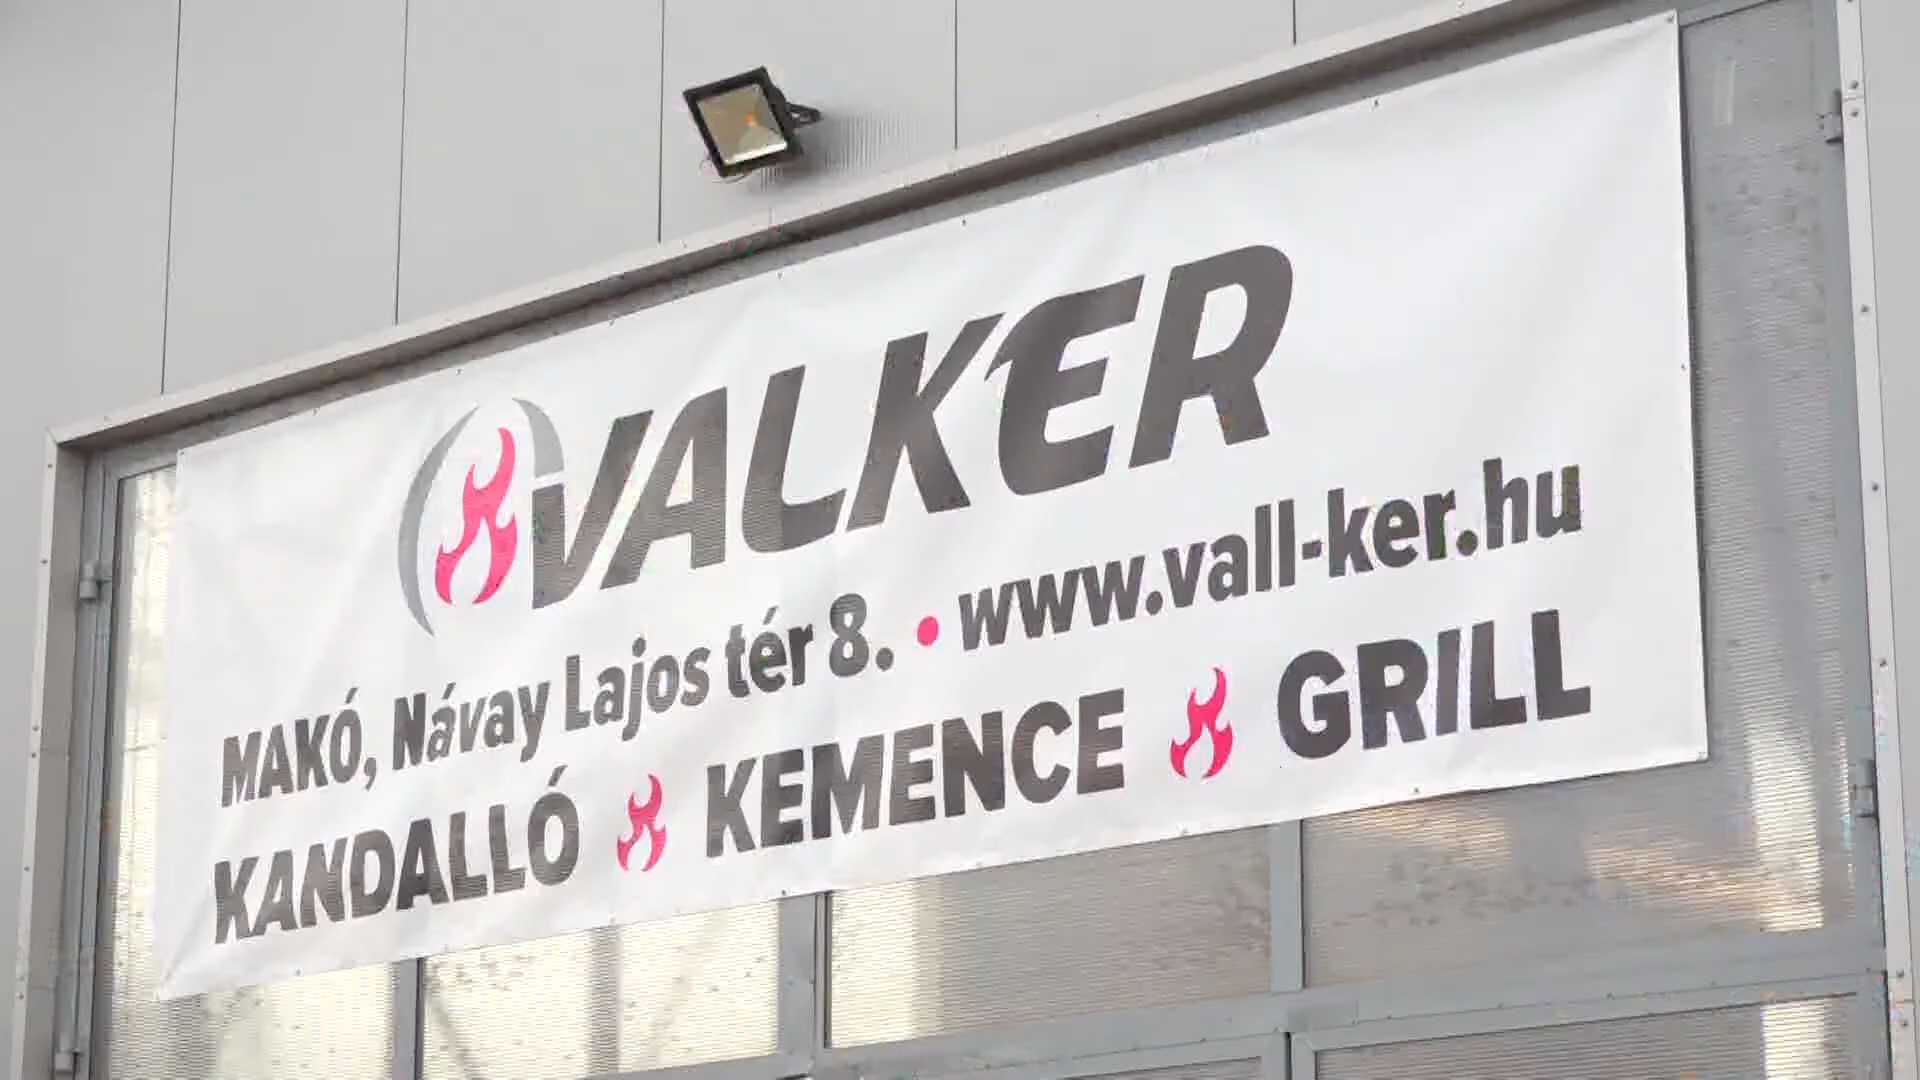 VALKER
MAKÓ, Návay Lajos tér 8. • www.vall-ker.hu
KANDALLÓ KEMENCE GRILL